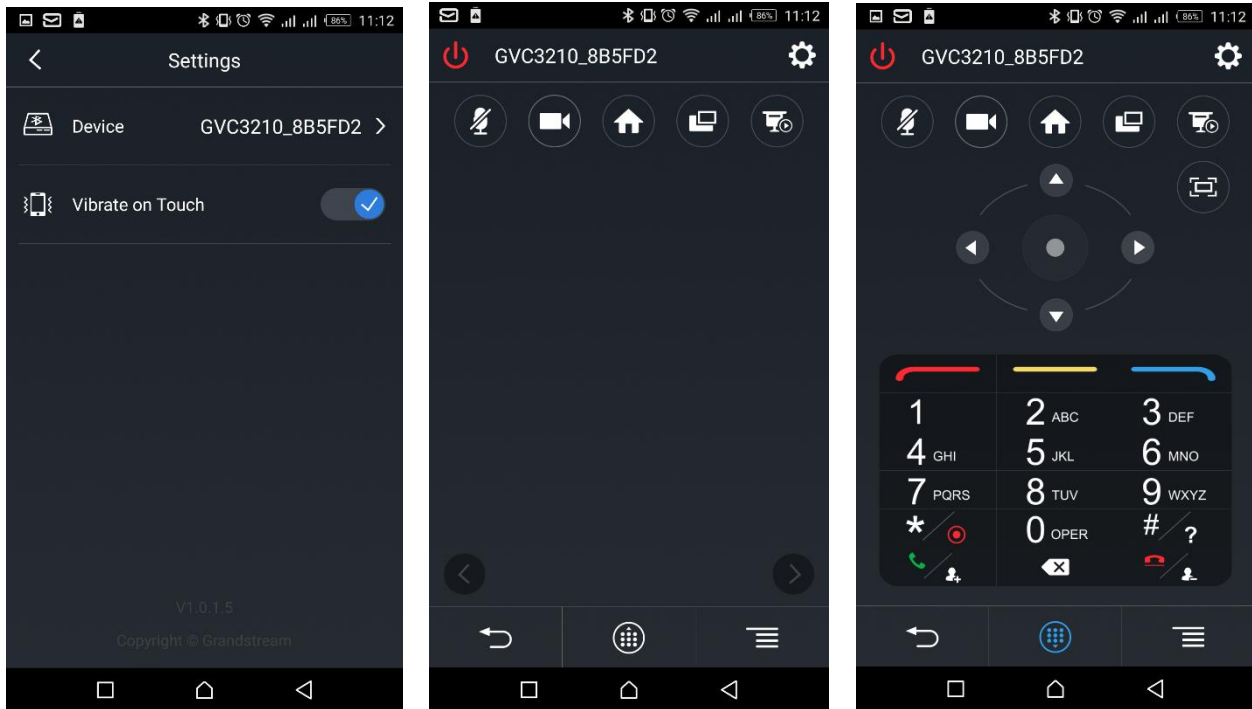 86% 11:12
Settings
Device GVC3210_8B5FD2
Vibrate on Touch
V1.0.1.5
Copyright © Grandstream
86% 11:12
GVC3210_8B5FD2
86% 11:12
GVC3210_8B5FD2
1 2 ABC 3 DEF
4 GHI 5 JKL 6 MNO
7 PQRS 8 TUV 9 WXYZ
* 0 OPER # ?